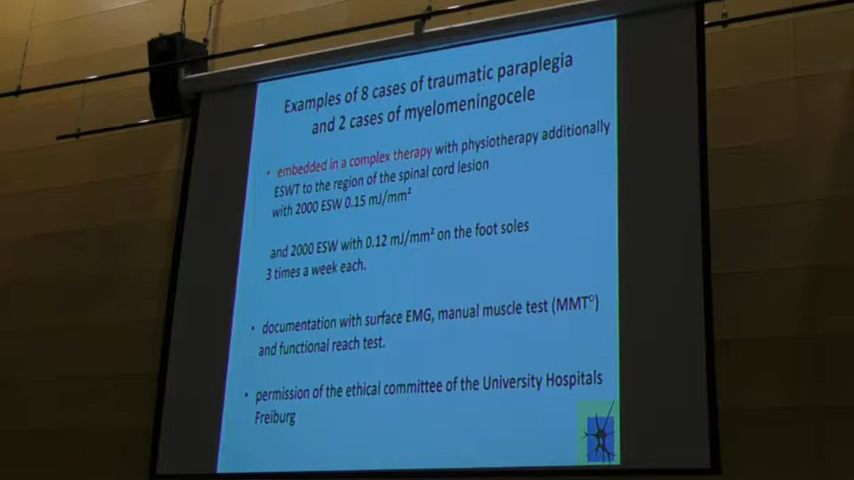 Examples of 8 cases of traumatic paraplegia
and 2 cases of myelomeningocele
• embedded in a complex therapy with physiotherapy additionally
ESWT to the region of the spinal cord lesion
with 2000 ESW 0.15 mJ/mm²
and 2000 ESW with 0.12 mJ/mm² on the foot soles
3 times a week each.
• documentation with surface EMG, manual muscle test (MMT°)
and functional reach test.
• permission of the ethical committee of the University Hospitals
Freiburg